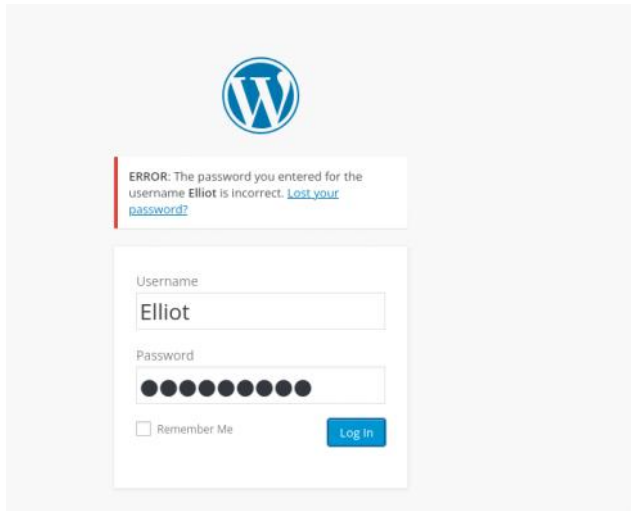 ERROR: The password you entered for the
username Elliot is incorrect. Lost your
password?
Username
Elliot
Password
Remember Me
Log In